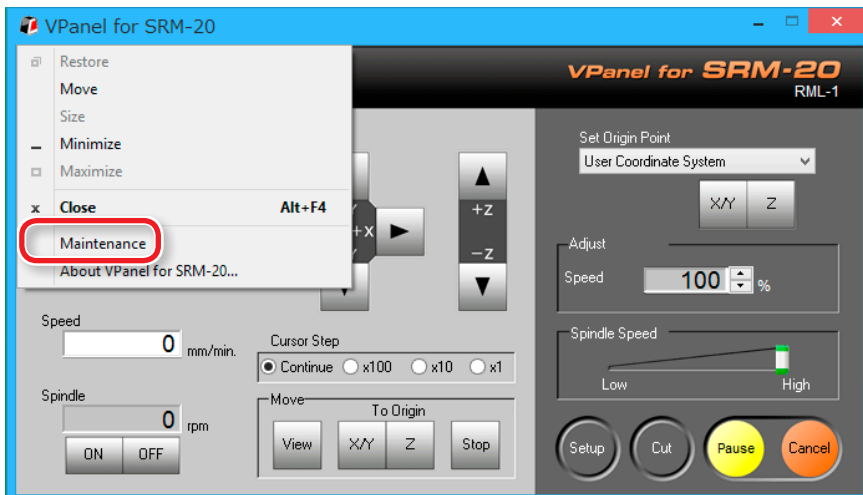 VPanel for SRM-20
Restore
Move
Size
Minimize
Maximize
x Close Alt+F4
Maintenance
About VPanel for SRM-20...
VPanel for SRM-20
RML-1
+x
+Z
-Z
Speed
0 mm/min.
Spindle
0 rpm
ON OFF
Cursor Step
Continue x100 x10 x1
Move
To Origin
View X/Y Z Stop
Set Origin Point
User Coordinate System
X/Y Z
Adjust
Speed 100 %
Spindle Speed
Low High
Setup Cut Pause Cancel